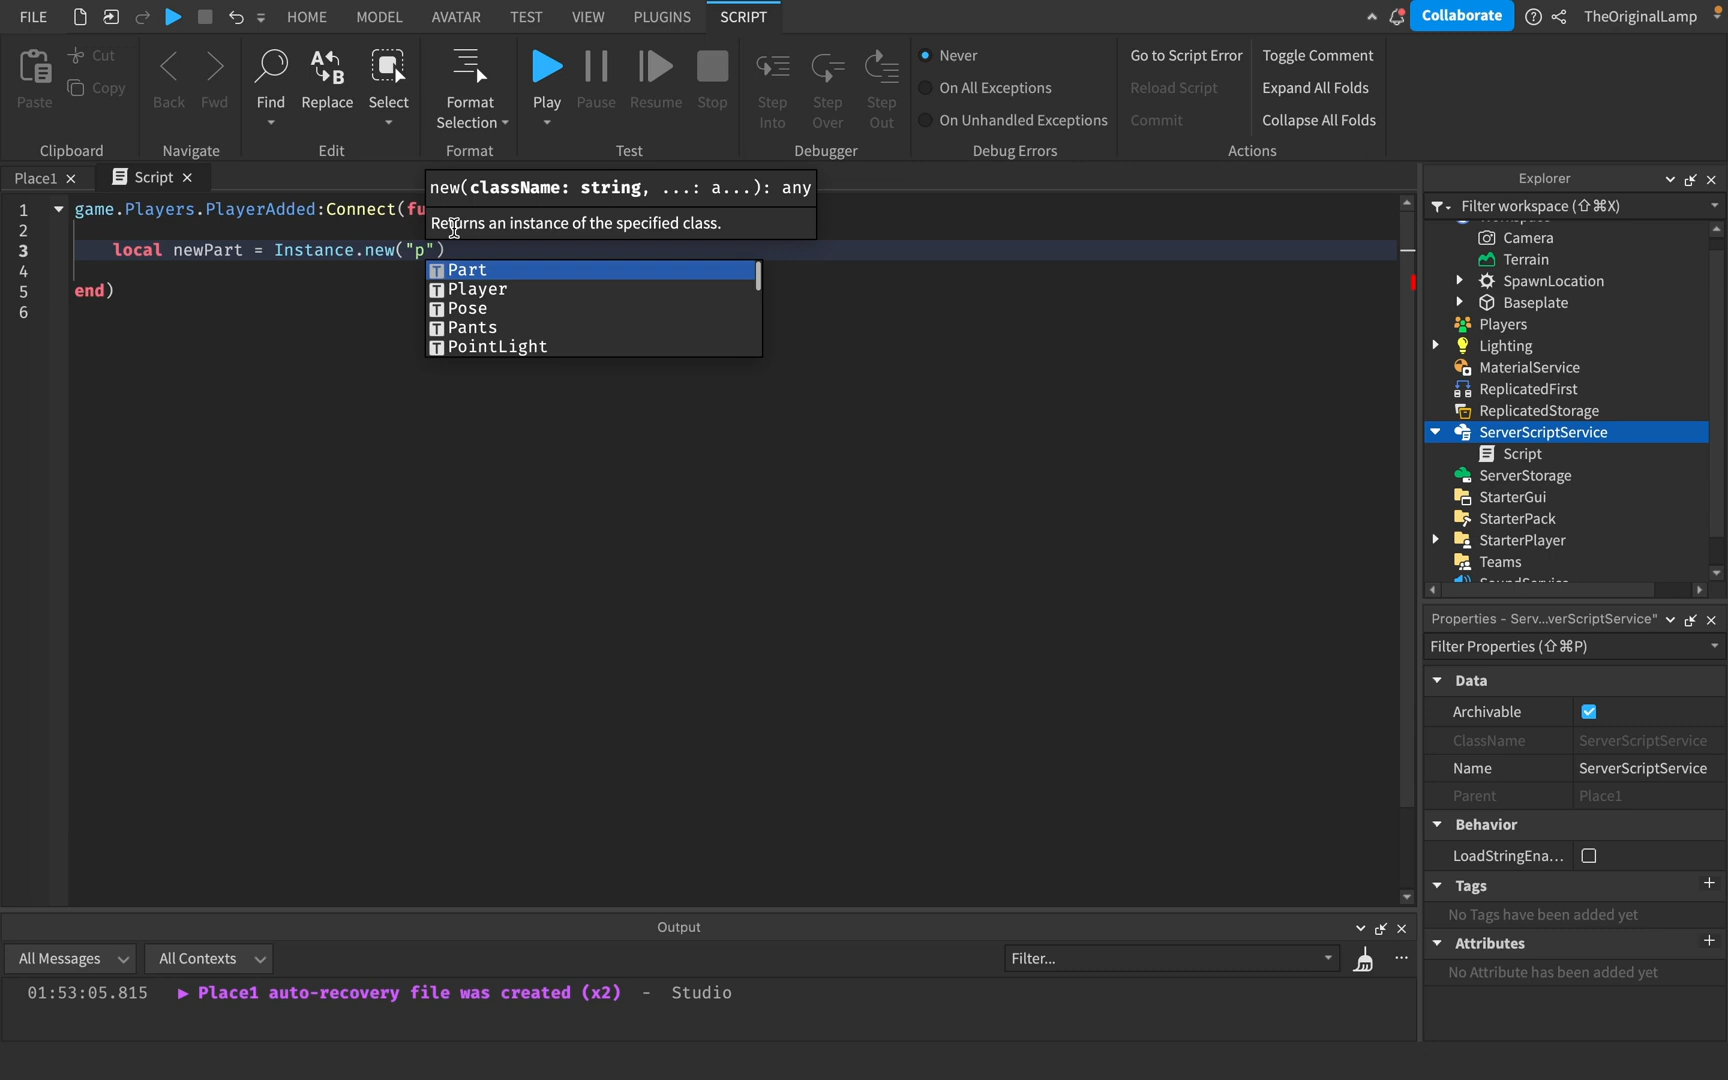 FILE HOME MODEL AVATAR TEST VIEW PLUGINS SCRIPT Collaborate TheOriginalLamp
Paste Cut Copy
Clipboard
Back Fwd
Navigate
Find Replace Select
Edit
Format Selection
Format
Play Pause Resume Stop
Test
Step Into Step Over Step Out
Debugger
Never
On All Exceptions
On Unhandled Exceptions
Debug Errors
Go to Script Error Toggle Comment
Reload Script Expand All Folds
Commit Collapse All Folds
Actions
Place1 Script
new(className: string, ...: a...): any
Returns an instance of the specified class.
1 game.Players.PlayerAdded:Connect(fu
2
3 local newPart = Instance.new("p")
4
5 end)
6
T Part
T Player
T Pose
T Pants
T PointLight
Explorer
Filter workspace (⇧⌘X)
Camera
Terrain
SpawnLocation
Baseplate
Players
Lighting
MaterialService
ReplicatedFirst
ReplicatedStorage
ServerScriptService
Script
ServerStorage
StarterGui
StarterPack
StarterPlayer
Teams
Properties - Serv...verScriptService"
Filter Properties (⇧⌘P)
Data
Archivable
ClassName ServerScriptService
Name ServerScriptService
Parent Place1
Behavior
LoadStringEna...
Tags +
No Tags have been added yet
Attributes +
No Attribute has been added yet
Output
All Messages All Contexts Filter... ...
01:53:05.815 ▶ Place1 auto-recovery file was created (x2) - Studio